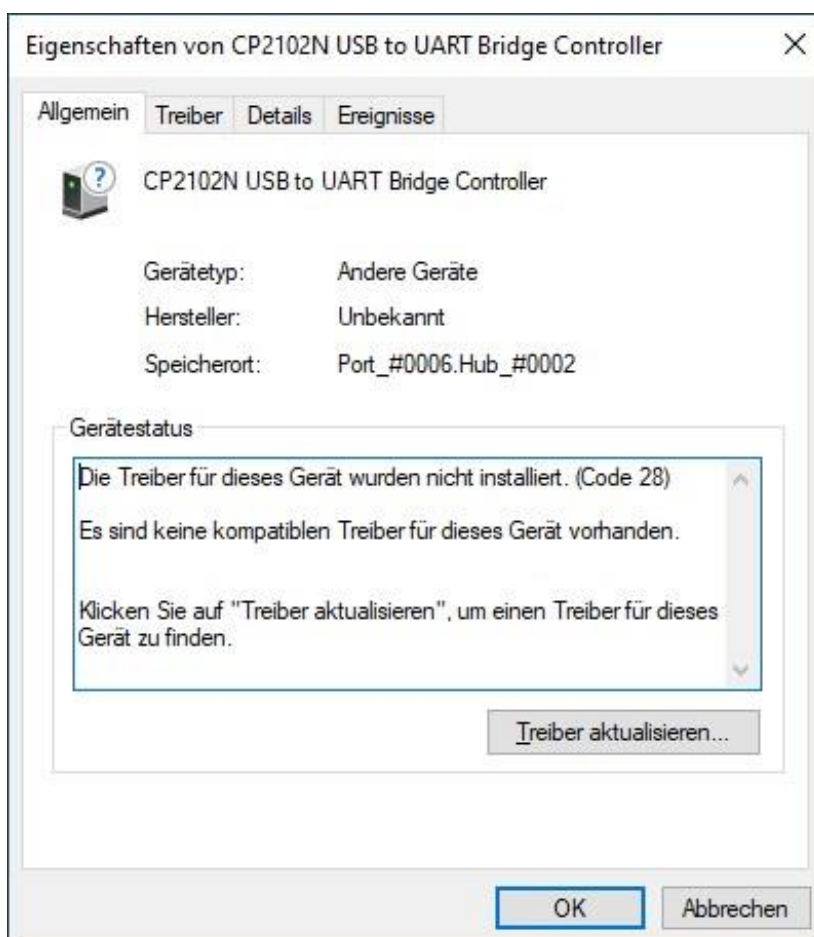 Eigenschaften von CP2102N USB to UART Bridge Controller
Allgemein Treiber Details Ereignisse
?
CP2102N USB to UART Bridge Controller
Gerätetyp: Andere Geräte
Hersteller: Unbekannt
Speicherort: Port_#0006.Hub_#0002
Gerätestatus
Die Treiber für dieses Gerät wurden nicht installiert. (Code 28)
Es sind keine kompatiblen Treiber für dieses Gerät vorhanden.
Klicken Sie auf "Treiber aktualisieren", um einen Treiber für dieses
Gerät zu finden.
Treiber aktualisieren...
OK Abbrechen